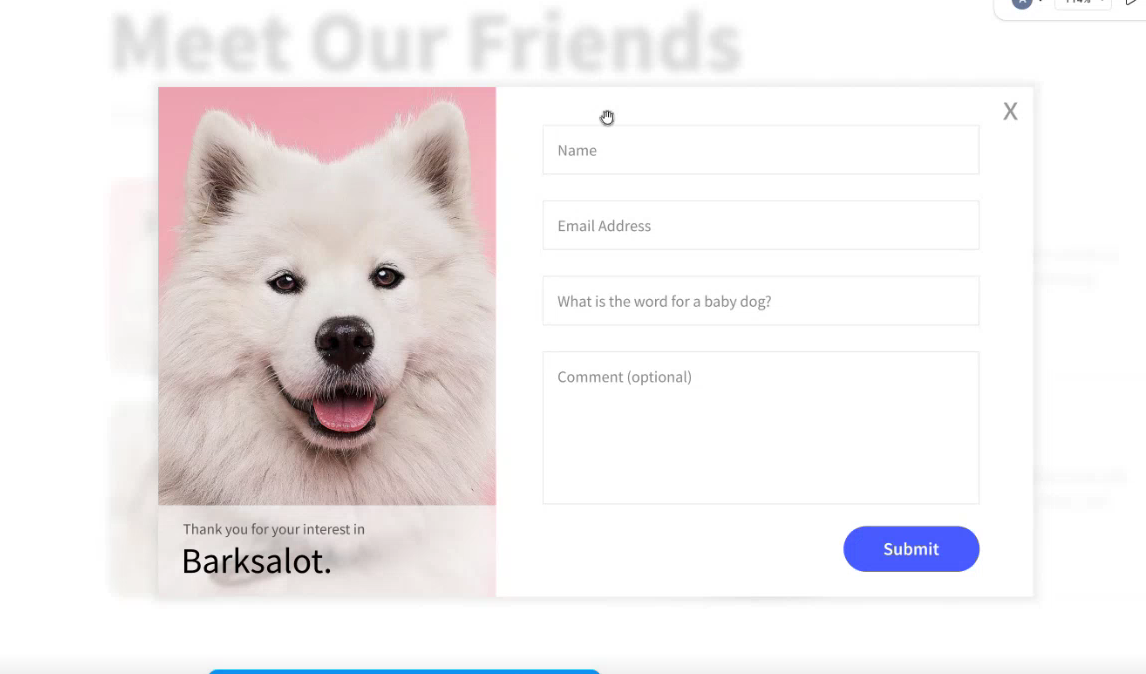 Meet Our Friends
X
Name
Email Address
What is the word for a baby dog?
Comment (optional)
Thank you for your interest in
Barksalot.
Submit